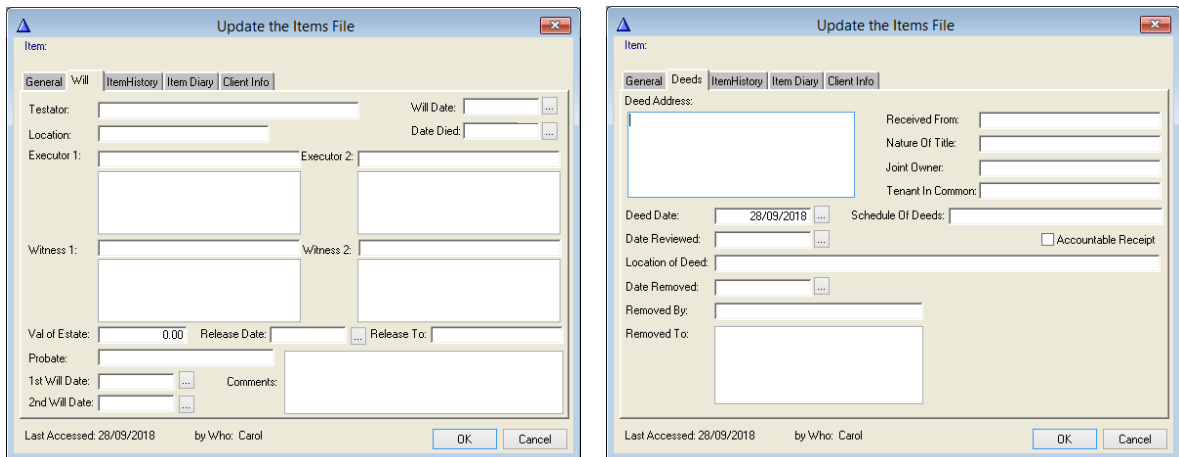 Update the Items File
Item:
General Will ItemHistory Item Diary Client Info
Testator: Will Date: ...
Location: Date Died: ...
Executor 1: Executor 2:
Witness 1: Witness 2:
Val of Estate: 0.00 Release Date: ... Release To:
Probate:
1st Will Date: ... Comments:
2nd Will Date: ...
Last Accessed: 28/09/2018 by Who: Carol OK Cancel
Update the Items File
Item:
General Deeds ItemHistory Item Diary Client Info
Deed Address:
Received From:
Nature Of Title:
Joint Owner:
Tenant In Common:
Deed Date: 28/09/2018 ... Schedule Of Deeds:
Date Reviewed: ... Accountable Receipt
Location of Deed:
Date Removed: ...
Removed By:
Removed To:
Last Accessed: 28/09/2018 by Who: Carol OK Cancel